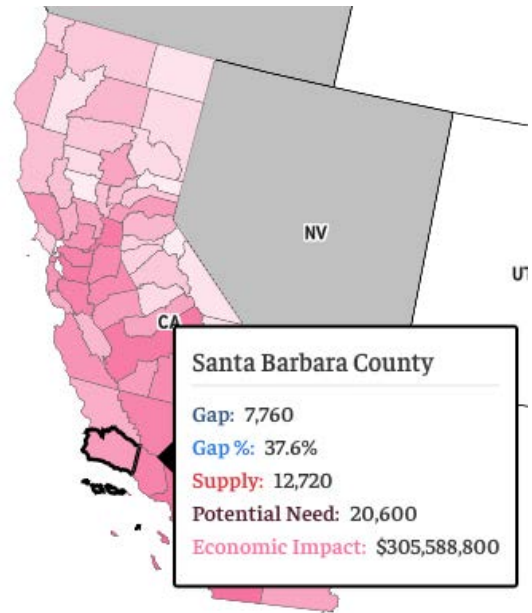 NV
UT
CA
Santa Barbara County
Gap: 7,760
Gap %: 37.6%
Supply: 12,720
Potential Need: 20,600
Economic Impact: $305,588,800